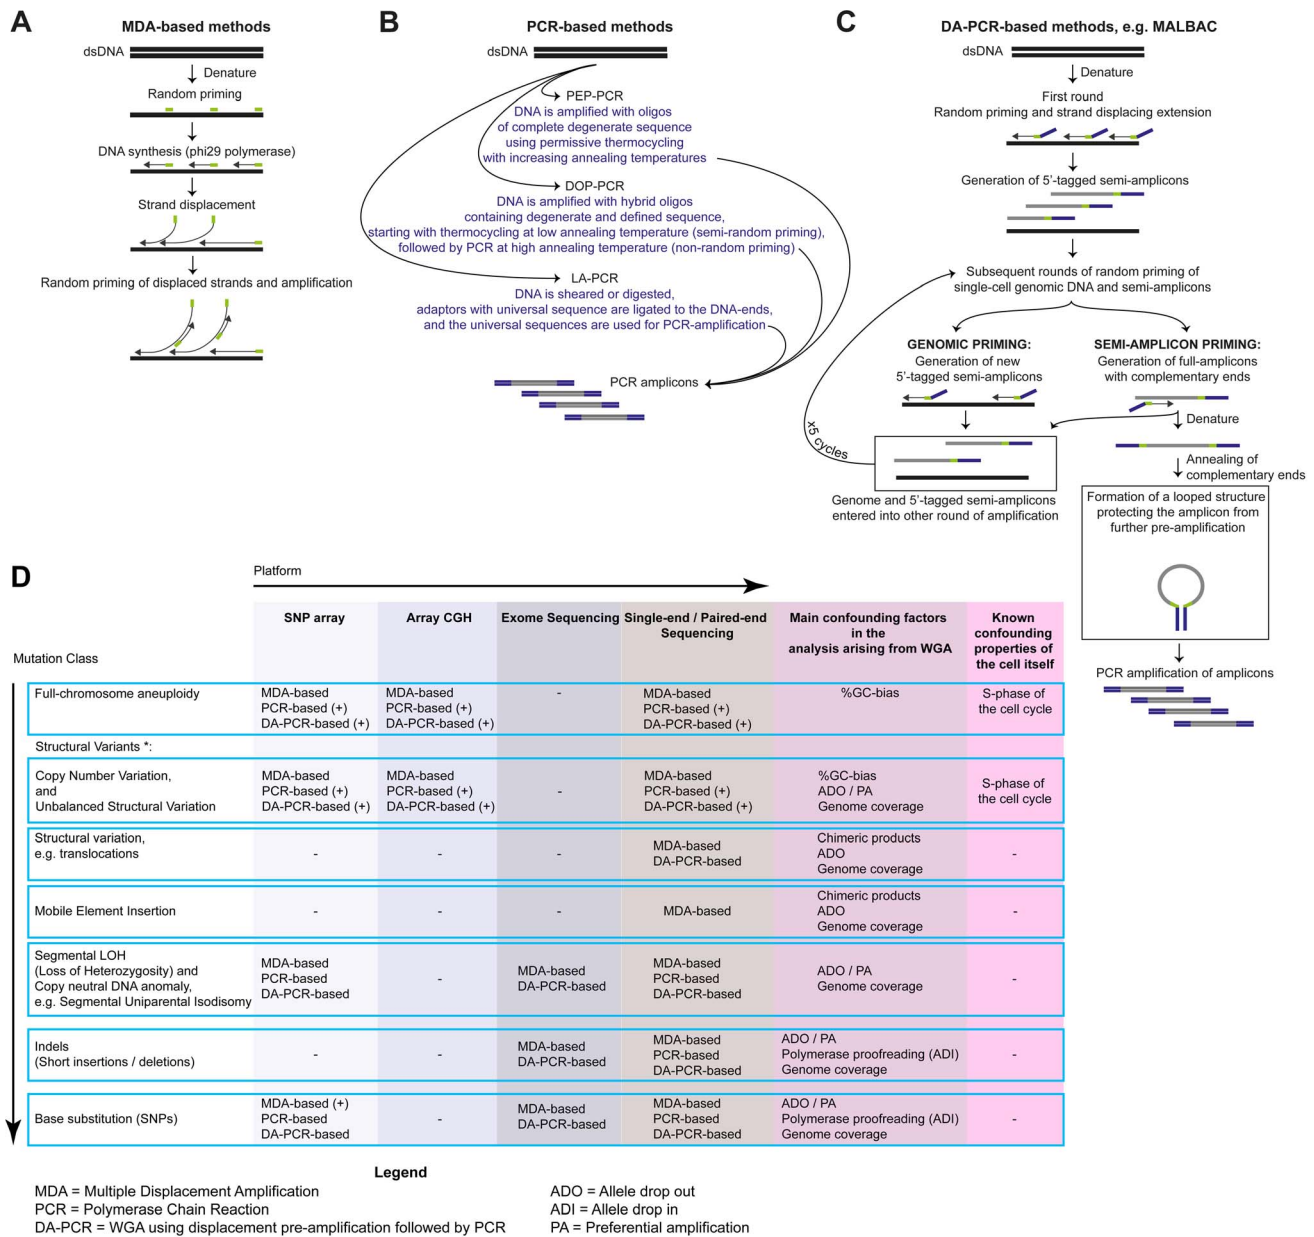 A
MDA-based methods
dsDNA
Denature
Random priming
DNA synthesis (phi29 polymerase)
Strand displacement
Random priming of displaced strands and amplification
B
PCR-based methods
dsDNA
PEP-PCR
DNA is amplified with oligos
of complete degenerate sequence
using permissive thermocycling
with increasing annealing temperatures
DOP-PCR
DNA is amplified with hybrid oligos
containing degenerate and defined sequence,
starting with thermocycling at low annealing temperature (semi-random priming),
followed by PCR at high annealing temperature (non-random priming)
LA-PCR
DNA is sheared or digested,
adaptors with universal sequence are ligated to the DNA-ends,
and the universal sequences are used for PCR-amplification
PCR amplicons
C
DA-PCR-based methods, e.g. MALBAC
dsDNA
Denature
First round
Random priming and strand displacing extension
Generation of 5'-tagged semi-amplicons
Subsequent rounds of random priming of
single-cell genomic DNA and semi-amplicons
GENOMIC PRIMING:
Generation of new
5'-tagged semi-amplicons
x5 cycles
Genome and 5'-tagged semi-amplicons
entered into other round of amplification
SEMI-AMPLICON PRIMING:
Generation of full-amplicons
with complementary ends
Denature
Annealing of
complementary ends
Formation of a looped structure
protecting the amplicon from
further pre-amplification
PCR amplification of amplicons
D
Platform
Mutation Class
SNP array
Array CGH
Exome Sequencing
Single-end / Paired-end
Sequencing
Main confounding factors
in the
analysis arising from WGA
Known
confounding
properties of
the cell itself
Full-chromosome aneuploidy
MDA-based
PCR-based (+)
DA-PCR-based (+)
MDA-based
PCR-based (+)
DA-PCR-based (+)
-
MDA-based
PCR-based (+)
DA-PCR-based (+)
%GC-bias
S-phase of
the cell cycle
Structural Variants *:
Copy Number Variation,
and
Unbalanced Structural Variation
MDA-based
PCR-based (+)
DA-PCR-based (+)
MDA-based
PCR-based (+)
DA-PCR-based (+)
-
MDA-based
PCR-based (+)
DA-PCR-based (+)
%GC-bias
ADO / PA
Genome coverage
S-phase of
the cell cycle
Structural variation,
e.g. translocations
-
-
-
MDA-based
DA-PCR-based
Chimeric products
ADO
Genome coverage
-
Mobile Element Insertion
-
-
-
MDA-based
Chimeric products
ADO
Genome coverage
-
Segmental LOH
(Loss of Heterozygosity) and
Copy neutral DNA anomaly,
e.g. Segmental Uniparental Isodisomy
MDA-based
PCR-based
DA-PCR-based
-
MDA-based
DA-PCR-based
MDA-based
PCR-based
DA-PCR-based
ADO / PA
Genome coverage
-
Indels
(Short insertions / deletions)
-
-
MDA-based
DA-PCR-based
MDA-based
PCR-based
DA-PCR-based
ADO / PA
Polymerase proofreading (ADI)
Genome coverage
-
Base substitution (SNPs)
MDA-based (+)
PCR-based
DA-PCR-based
-
MDA-based
DA-PCR-based
MDA-based
PCR-based
DA-PCR-based
ADO / PA
Polymerase proofreading (ADI)
Genome coverage
-
Legend
MDA = Multiple Displacement Amplification
PCR = Polymerase Chain Reaction
DA-PCR = WGA using displacement pre-amplification followed by PCR
ADO = Allele drop out
ADI = Allele drop in
PA = Preferential amplification